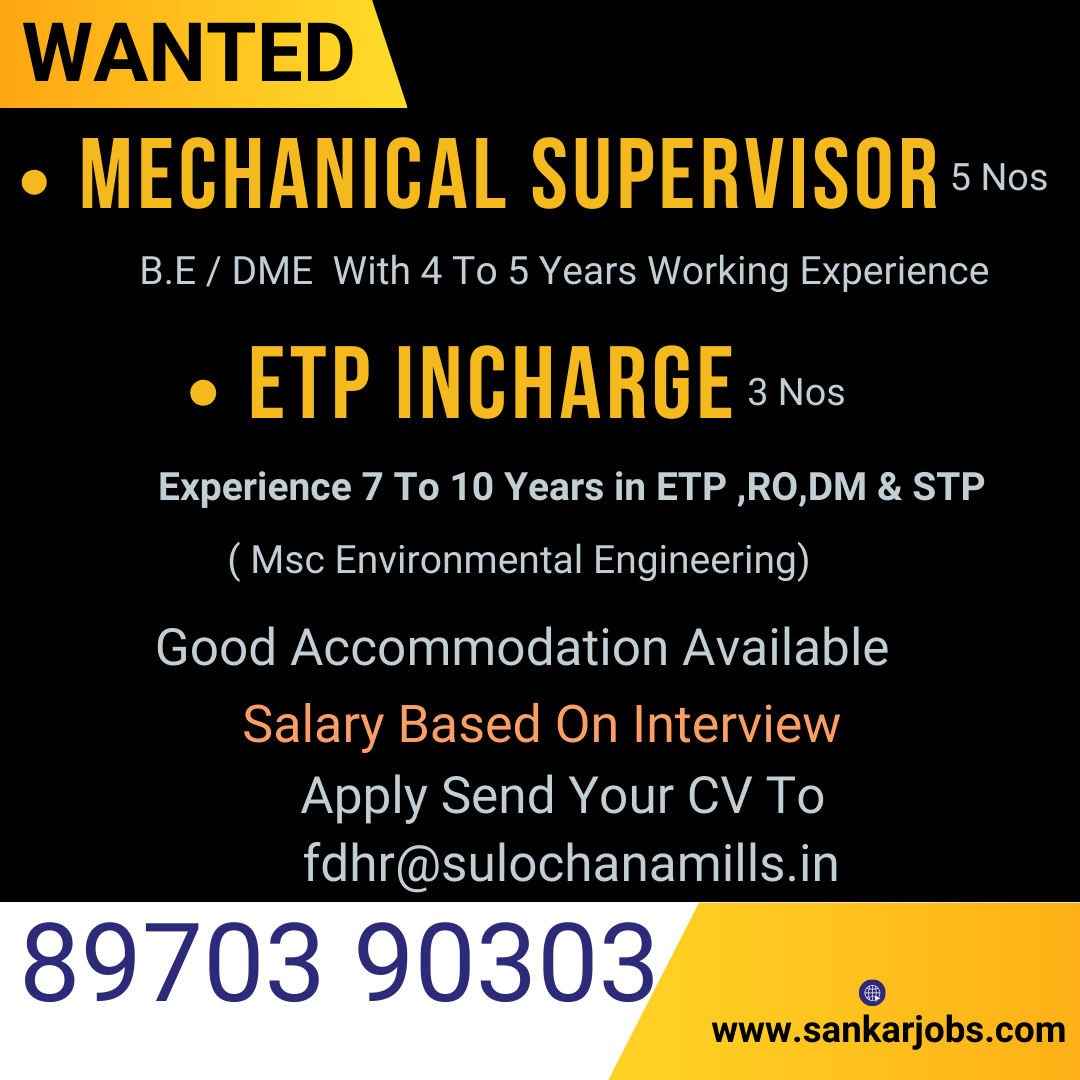 WANTED
• MECHANICAL SUPERVISOR 5 Nos
B.E / DME  With 4 To 5 Years Working Experience
• ETP INCHARGE 3 Nos
Experience 7 To 10 Years in ETP ,RO,DM & STP
( Msc Environmental Engineering)
Good Accommodation Available
Salary Based On Interview
Apply Send Your CV To
fdhr@sulochanamills.in
89703 90303
www.sankarjobs.com